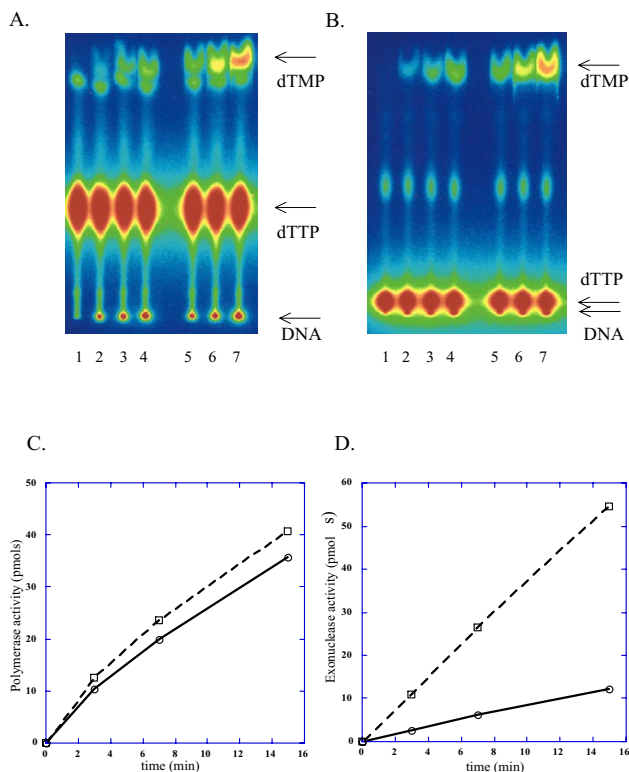 A.
B.
dTMP
dTTP
DNA
1 2 3 4 5 6 7
dTMP
dTTP
DNA
1 2 3 4 5 6 7
C.
Polymerase activity (pmols)
50
40
30
20
10
0
0 2 4 6 8 10 12 14 16
time (min)
D.
Exonuclease activity (pmol s)
60
50
40
30
20
10
0
0 2 4 6 8 10 12 14 16
time (min)